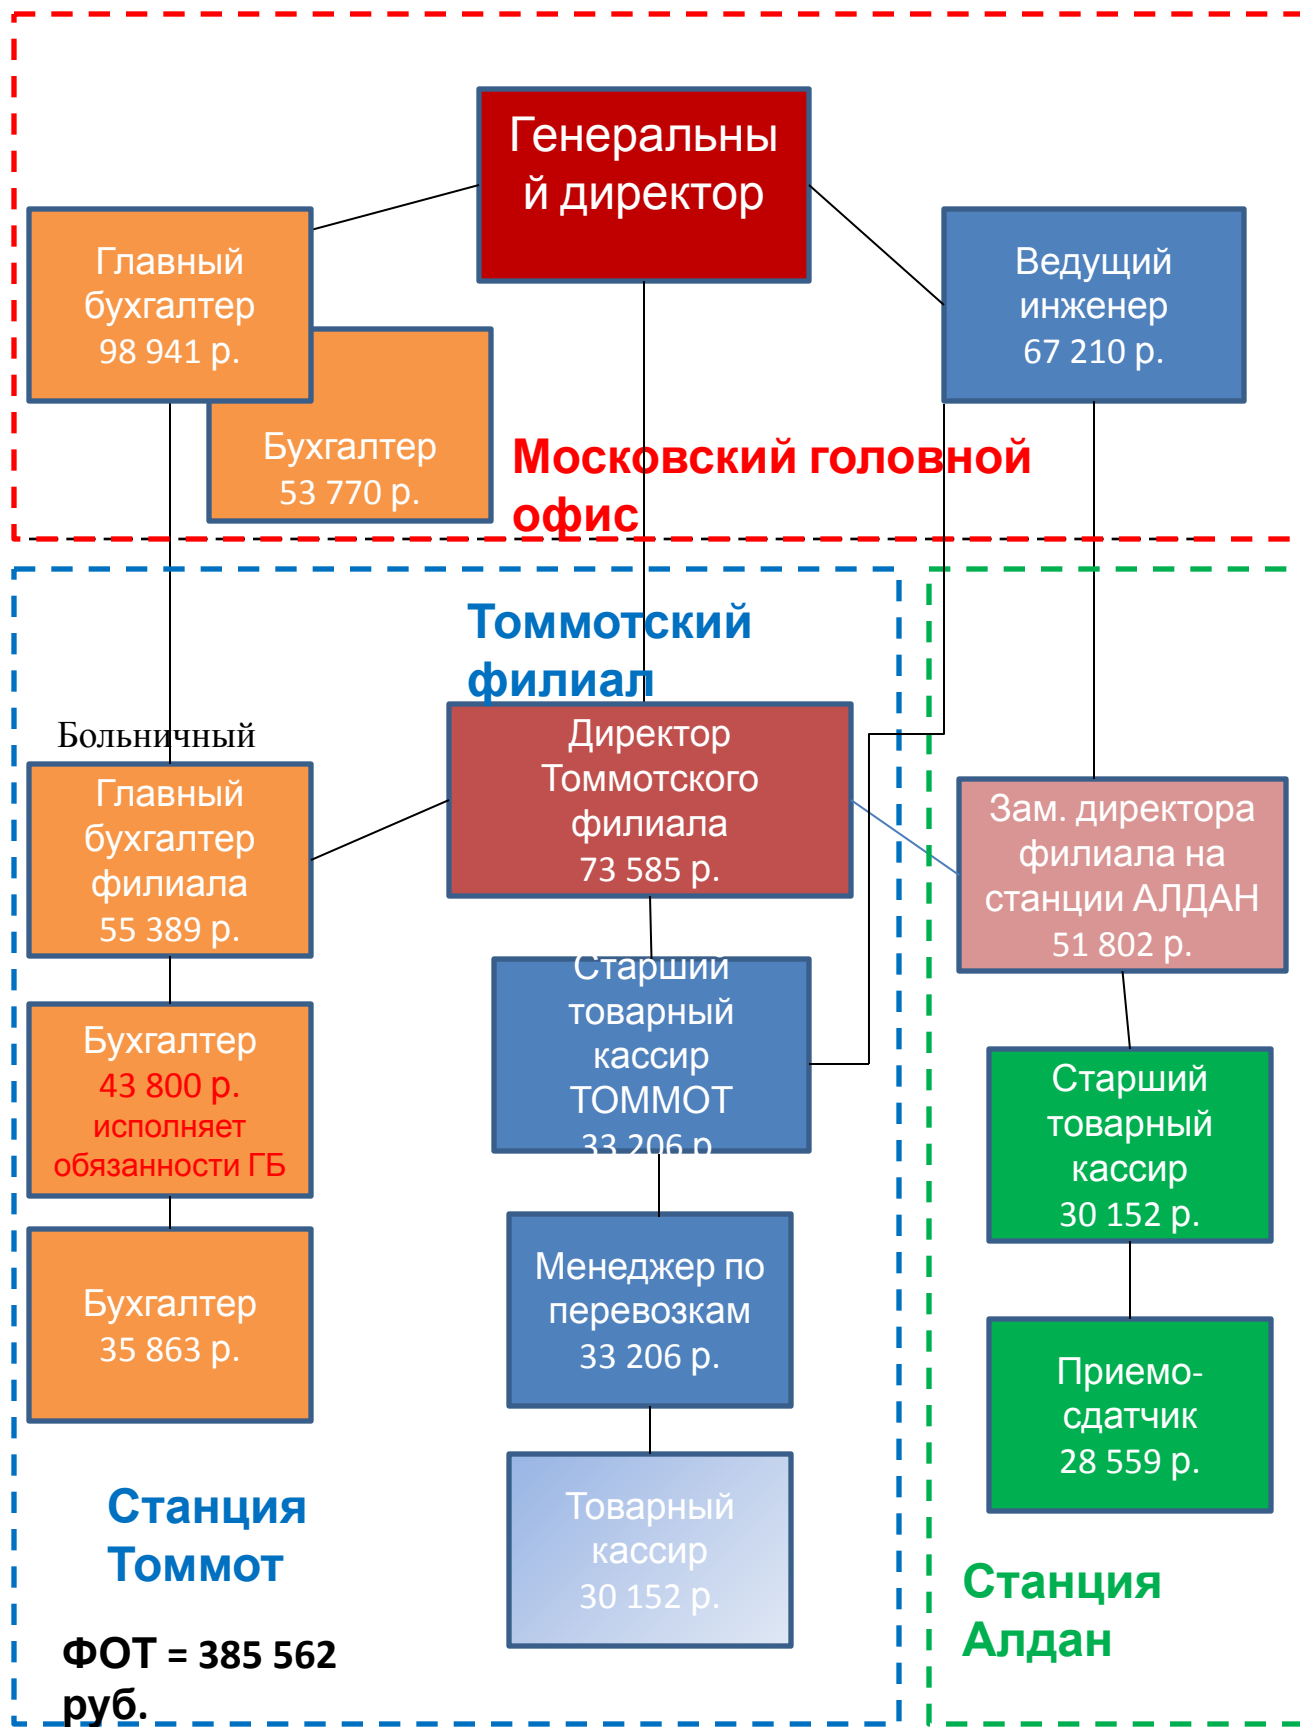 Генеральны
й директор
Главный
бухгалтер
98 941 р.
Ведущий
инженер
67 210 р.
Бухгалтер
53 770 р.
Московский головной
офис
Томмотский
филиал
Больничный
Главный
бухгалтер
филиала
55 389 р.
Директор
Томмотского
филиала
73 585 р.
Зам. директора
филиала на
станции АЛДАН
51 802 р.
Бухгалтер
43 800 р.
исполняет
обязанности ГБ
Старший
товарный
кассир
ТОММОТ
33 206 р
Старший
товарный
кассир
30 152 р.
Бухгалтер
35 863 р.
Менеджер по
перевозкам
33 206 р.
Приемо-
сдатчик
28 559 р.
Товарный
кассир
30 152 р.
Станция
Томмот
Станция
Алдан
ФОТ = 385 562
руб.